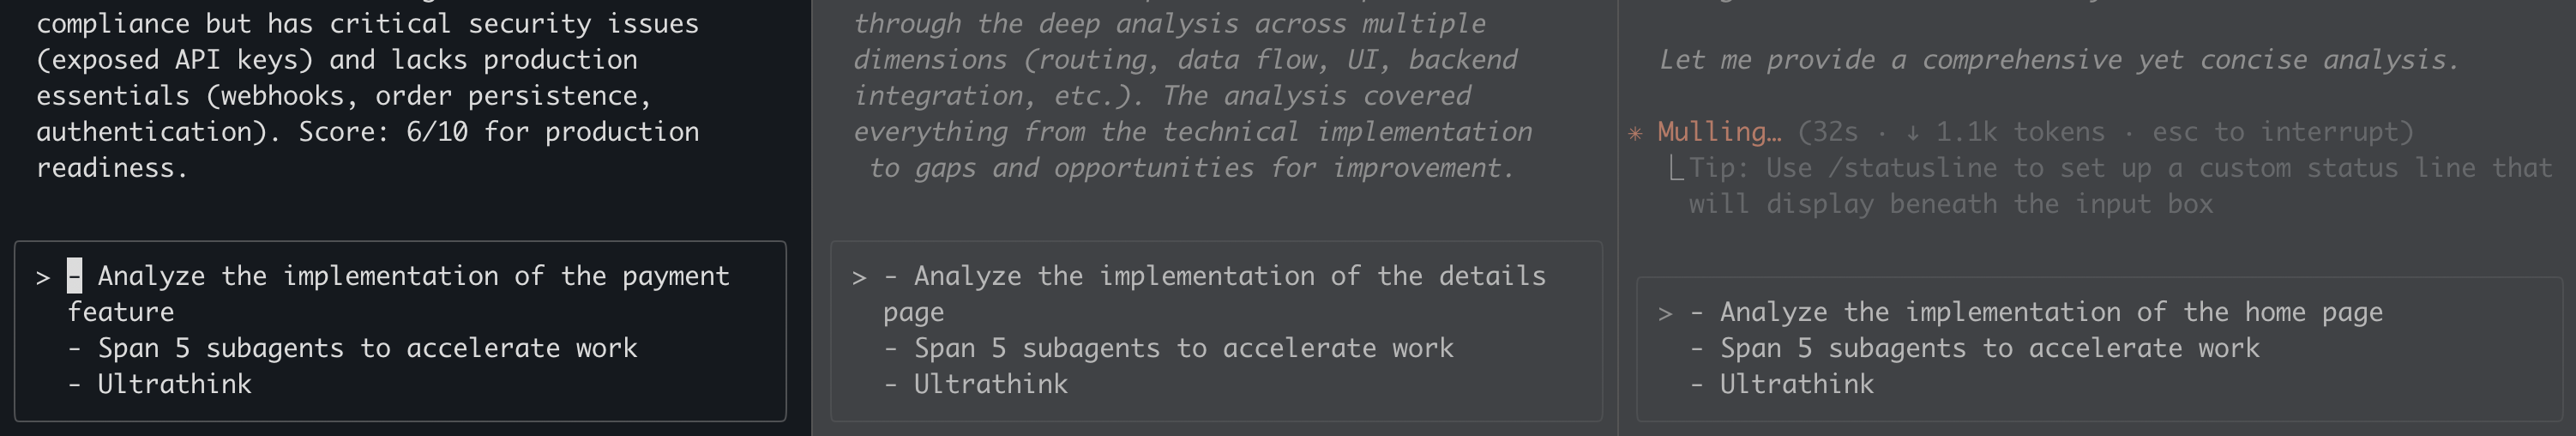 compliance but has critical security issues
(exposed API keys) and lacks production
essentials (webhooks, order persistence,
authentication). Score: 6/10 for production
readiness.
> - Analyze the implementation of the payment
feature
- Span 5 subagents to accelerate work
- Ultrathink
through the deep analysis across multiple
dimensions (routing, data flow, UI, backend
integration, etc.). The analysis covered
everything from the technical implementation
to gaps and opportunities for improvement.
> - Analyze the implementation of the details
page
- Span 5 subagents to accelerate work
- Ultrathink
Let me provide a comprehensive yet concise analysis.
✳ Mulling… (32s · ↓ 1.1k tokens · esc to interrupt)
⎿ Tip: Use /statusline to set up a custom status line that
will display beneath the input box
> - Analyze the implementation of the home page
- Span 5 subagents to accelerate work
- Ultrathink